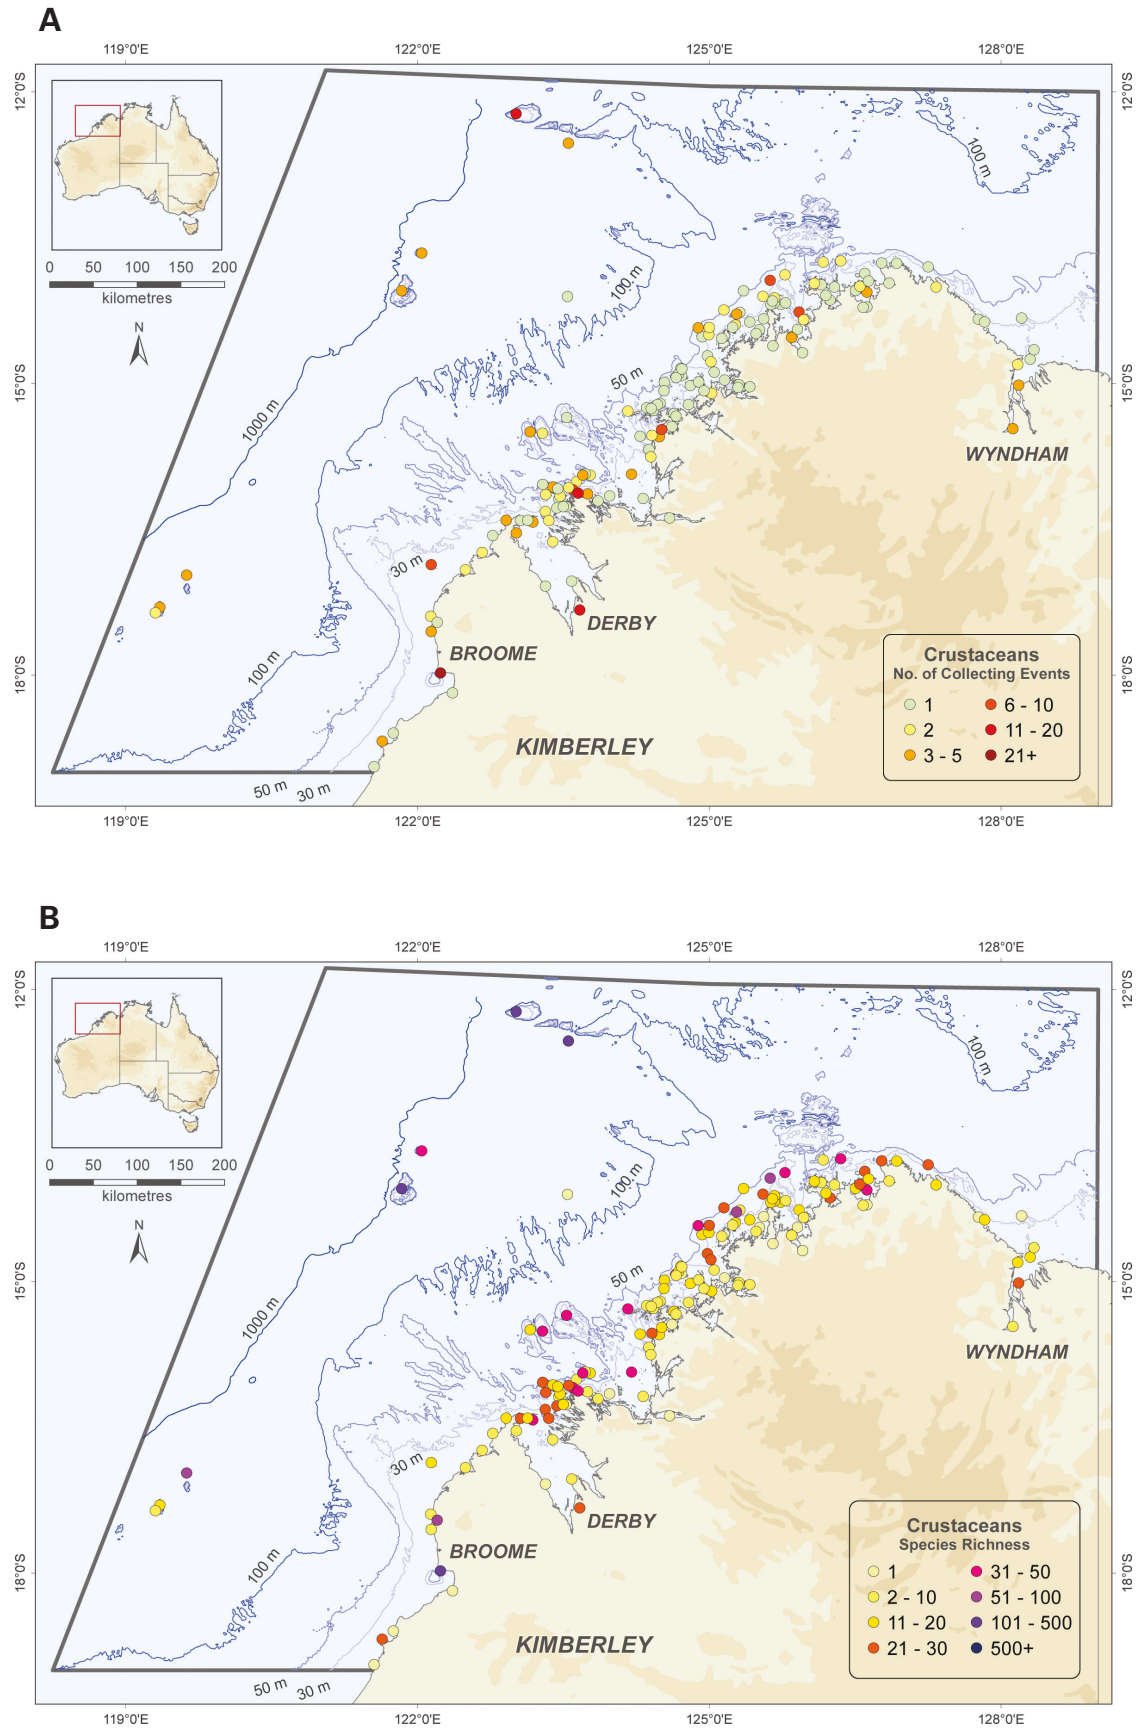 A
119°0'E 122°0'E 125°0'E 128°0'E
12°0'S
12°0'S
100 m
0 50 100 150 200
kilometres
N
100 m
50 m
15°0'S
15°0'S
1000 m
WYNDHAM
30 m
DERBY
BROOME
100 m
18°0'S
18°0'S
KIMBERLEY
50 m 30 m
Crustaceans
No. of Collecting Events
1 6 - 10
2 11 - 20
3 - 5 21+
119°0'E 122°0'E 125°0'E 128°0'E
B
119°0'E 122°0'E 125°0'E 128°0'E
12°0'S
12°0'S
100 m
0 50 100 150 200
kilometres
N
100 m
50 m
15°0'S
15°0'S
1000 m
WYNDHAM
30 m
DERBY
BROOME
100 m
18°0'S
18°0'S
KIMBERLEY
50 m 30 m
Crustaceans
Species Richness
1 31 - 50
2 - 10 51 - 100
11 - 20 101 - 500
21 - 30 500+
119°0'E 122°0'E 125°0'E 128°0'E